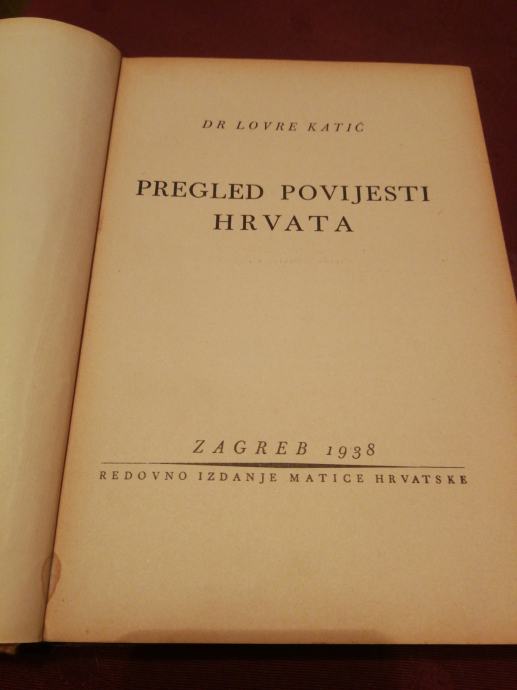 DR LOVRE KATIĆ
PREGLED POVIJESTI
HRVATA
ZAGREB 1938
REDOVNO IZDANJE MATICE HRVATSKE